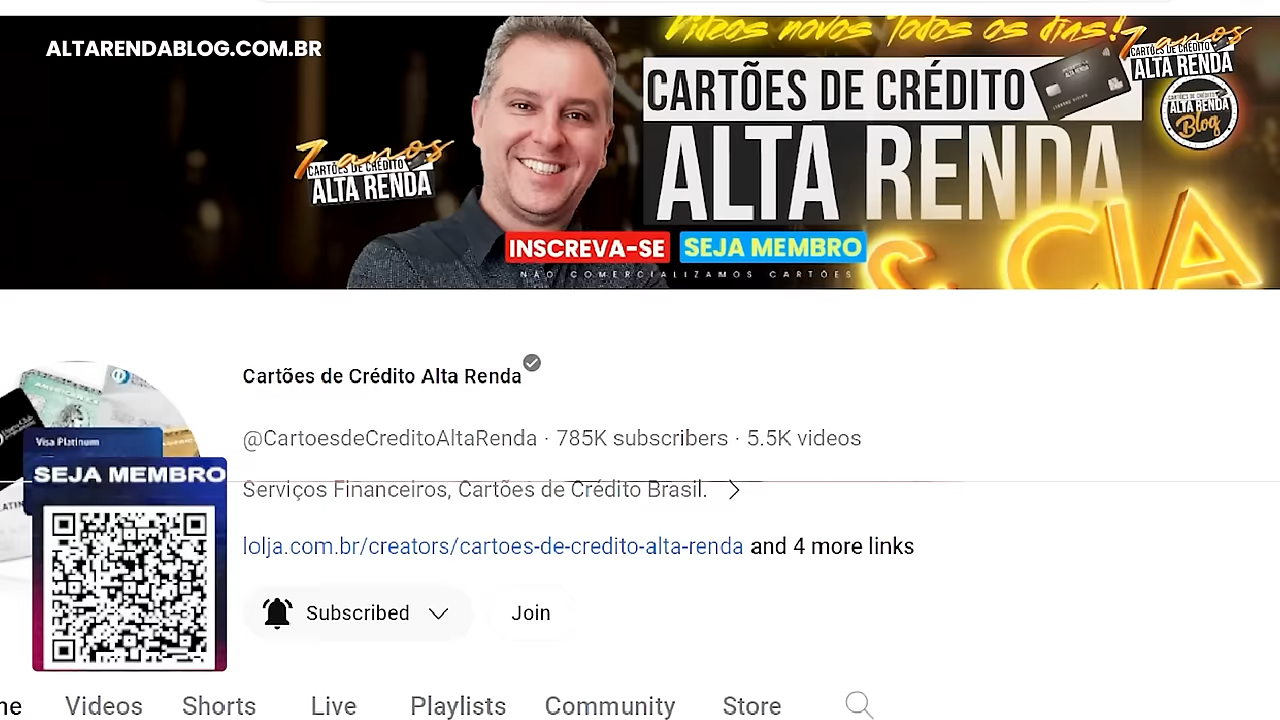 Videos novos Todos os dias!
ALTARENDABLOG.COM.BR
7 anos
CARTÕES DE CRÉDITO
ALTA RENDA
CARTÕES DE CRÉDITO
ALTA RENDA
& CIA
7 anos
CARTÕES DE CRÉDITO
ALTA RENDA
CARTÕES DE CRÉDITO
ALTA RENDA
Blog
INSCREVA-SE
SEJA MEMBRO
NÃO COMERCIALIZAMOS CARTÕES
Cartões de Crédito Alta Renda
@CartoesdeCreditoAltaRenda · 785K subscribers · 5.5K videos
Visa Platinum
SEJA MEMBRO
Serviços Financeiros, Cartões de Crédito Brasil.
lolja.com.br/creators/cartoes-de-credito-alta-renda and 4 more links
Subscribed
Join
me Videos Shorts Live Playlists Community Store